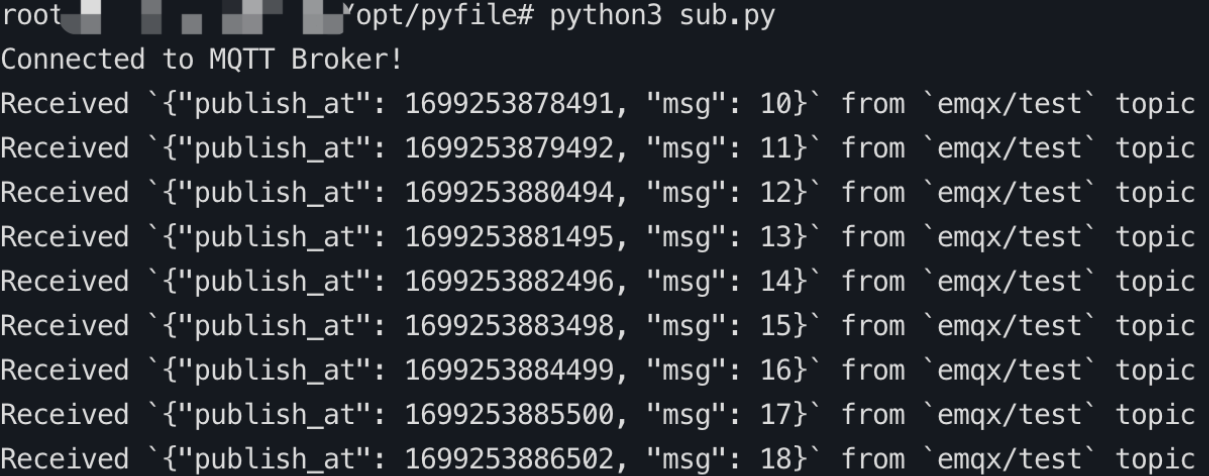 root /opt/pyfile# python3 sub.py
Connected to MQTT Broker!
Received `{"publish_at": 1699253878491, "msg": 10}` from `emqx/test` topic
Received `{"publish_at": 1699253879492, "msg": 11}` from `emqx/test` topic
Received `{"publish_at": 1699253880494, "msg": 12}` from `emqx/test` topic
Received `{"publish_at": 1699253881495, "msg": 13}` from `emqx/test` topic
Received `{"publish_at": 1699253882496, "msg": 14}` from `emqx/test` topic
Received `{"publish_at": 1699253883498, "msg": 15}` from `emqx/test` topic
Received `{"publish_at": 1699253884499, "msg": 16}` from `emqx/test` topic
Received `{"publish_at": 1699253885500, "msg": 17}` from `emqx/test` topic
Received `{"publish_at": 1699253886502, "msg": 18}` from `emqx/test` topic